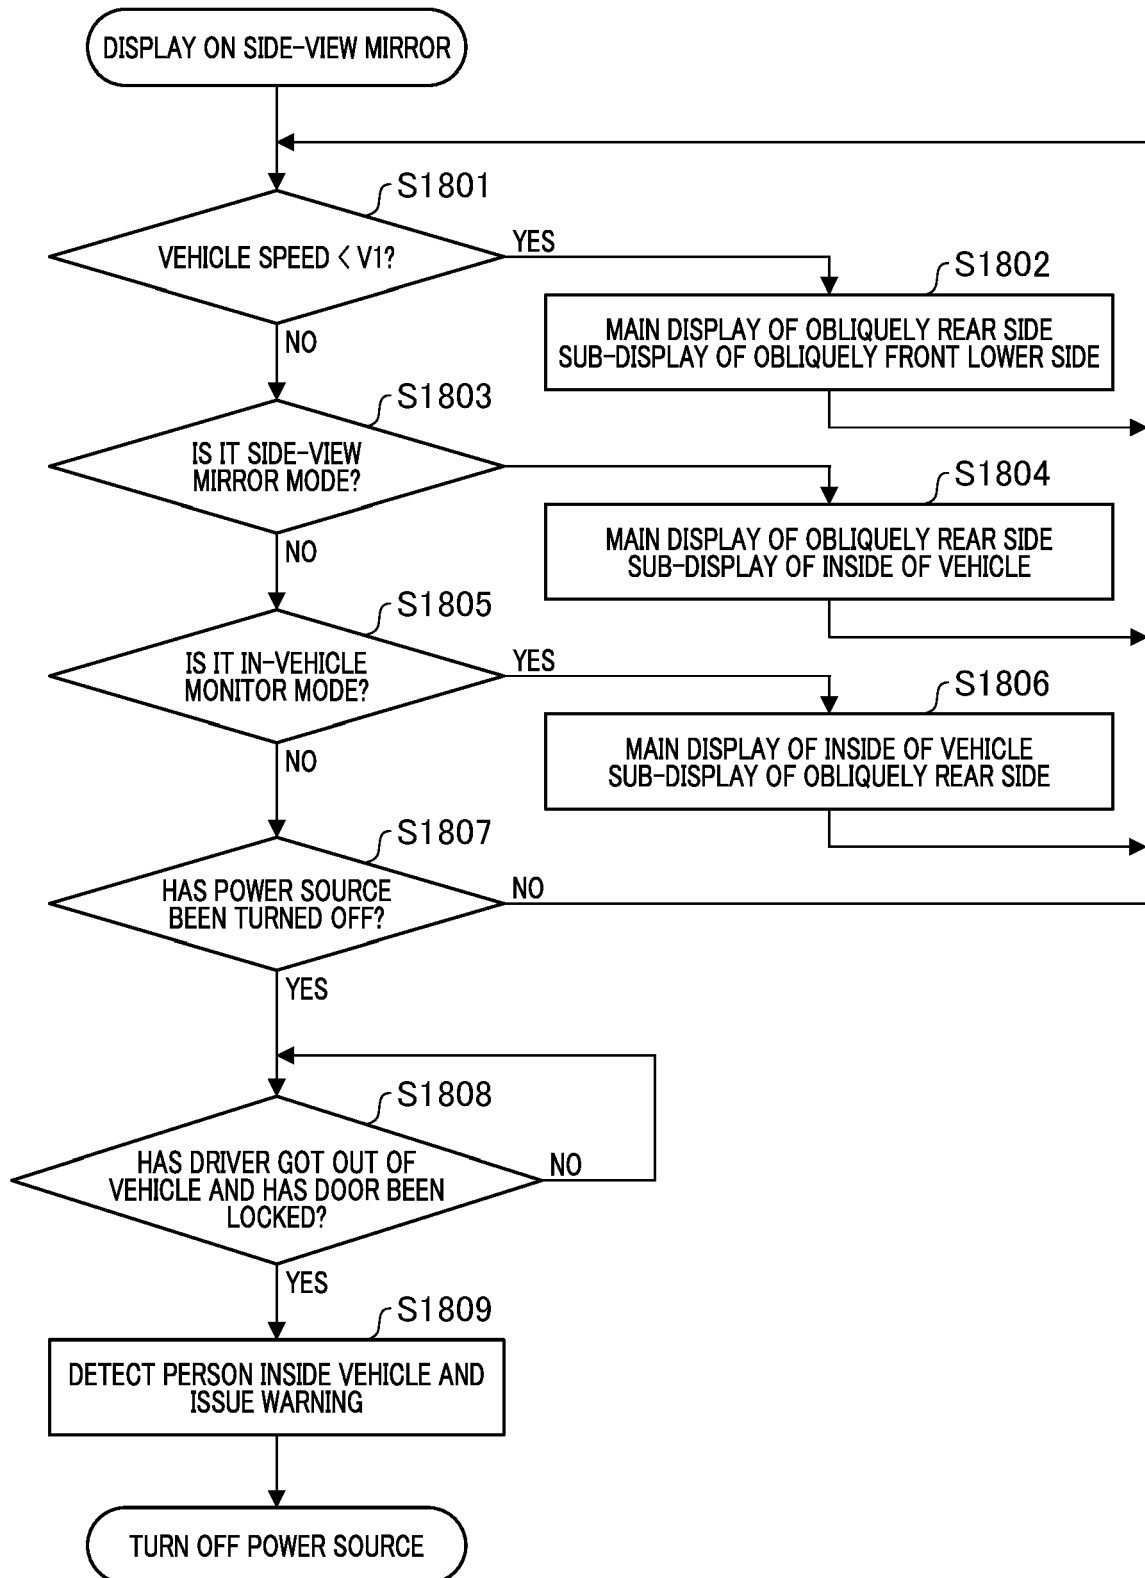 DISPLAY ON SIDE-VIEW MIRROR
S1801
VEHICLE SPEED < V1?
YES
NO
S1802
MAIN DISPLAY OF OBLIQUELY REAR SIDE
SUB-DISPLAY OF OBLIQUELY FRONT LOWER SIDE
S1803
IS IT SIDE-VIEW
MIRROR MODE?
NO
S1804
MAIN DISPLAY OF OBLIQUELY REAR SIDE
SUB-DISPLAY OF INSIDE OF VEHICLE
S1805
IS IT IN-VEHICLE
MONITOR MODE?
YES
NO
S1806
MAIN DISPLAY OF INSIDE OF VEHICLE
SUB-DISPLAY OF OBLIQUELY REAR SIDE
S1807
HAS POWER SOURCE
BEEN TURNED OFF?
NO
YES
S1808
HAS DRIVER GOT OUT OF
VEHICLE AND HAS DOOR BEEN
LOCKED?
NO
YES
S1809
DETECT PERSON INSIDE VEHICLE AND
ISSUE WARNING
TURN OFF POWER SOURCE